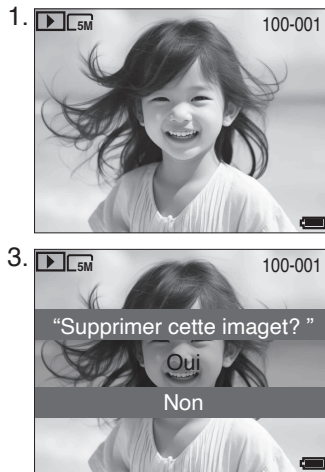 1.
5M 100-001
3.
5M 100-001
“Supprimer cette imaget? ”
Oui
Non